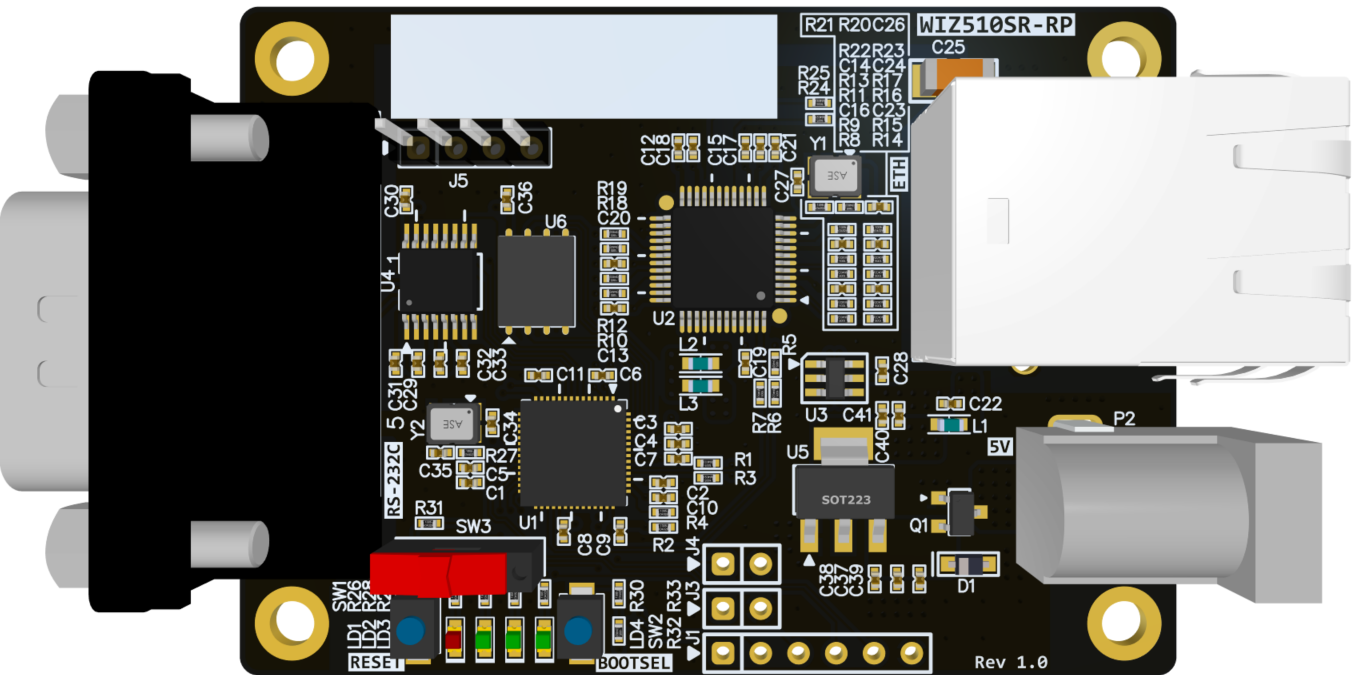 R21 R20 C26
WIZ510SR-RP
R22 R23
C14 C24
R13 R17
R11 R16
C16 C23
R9 R15
R8 R14
C25
R25
R24
Y1
ASE
ETH
C12
C18
C15
C17
C21
C27
J5
C30
C36
R19
R18
C20
U6
U4
1
U2
R12
R10
C13
C31
C29
C32
C33
L2
L3
C19
R5
R7
R6
U3
C28
C41
C40
C22
L1
P2
5V
C11
C6
Y2
ASE
C34
C35
R27
C5
C1
5
RS-232C
C3
C4
C7
R1
R3
U5
SOT223
Q1
U1
C2
C10
R4
R2
R31
SW3
C8
C9
J4
C38
C37
C39
D1
SW1
R26
R28
LD1
LD2
LD3
R30
LD4
SW2
R33
R32
J3
J1
RESET
BOOTSEL
Rev 1.0